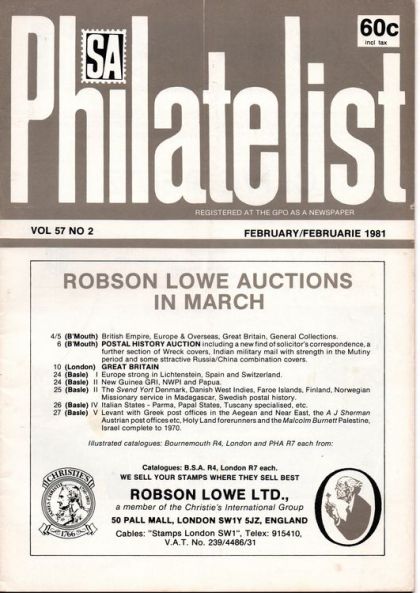 60c
incl tax
SA
Philatelist
REGISTERED AT THE GPO AS A NEWSPAPER
VOL 57 NO 2
FEBRUARY/FEBRUARIE 1981
ROBSON LOWE AUCTIONS
IN MARCH
4/5 (B'Mouth) British Empire, Europe & Overseas, Great Britain, General Collections.
6 (B'Mouth) POSTAL HISTORY AUCTION including a new find of solicitor's correspondence, a
further section of Wreck covers, Indian military mail with strength in the Mutiny
period and some attractive Russia/China combination covers.
10 (London) GREAT BRITAIN
24 (Basle) I Europe strong in Lichtenstein, Spain and Switzerland.
24 (Basle) II New Guinea GRI, NWPI and Papua.
25 (Basle) II The Svend Yort Denmark, Danish West Indies, Faroe Islands, Finland, Norwegian
Missionary service in Madagascar, Swedish postal history.
26 (Basle) IV Italian States - Parma, Papal States, Tuscany specialised, etc.
27 (Basle) V Levant with Greek post offices in the Aegean and Near East, the A J Sherman
Austrian post offices etc, Holy Land forerunners and the Malcolm Burnett Palestine,
Israel complete to 1970.
Illustrated catalogues: Bournemouth R4, London and PHA R7 each from:
Catalogues: B.S.A. R4, London R7 each.
WE SELL YOUR STAMPS WHERE THEY SELL BEST
CHRISTIE'S
1766
ROBSON LOWE LTD.,
a member of the Christie's International Group
50 PALL MALL, LONDON SW1Y 5JZ, ENGLAND
Cables: "Stamps London SW1", Telex: 915410,
V.A.T. No. 239/4486/31